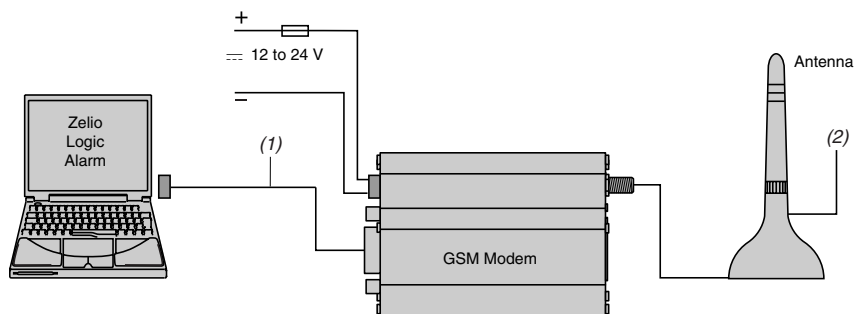 +
⎓ 12 to 24 V
–
Antenna
Zelio
Logic
Alarm
(1)
(2)
GSM Modem